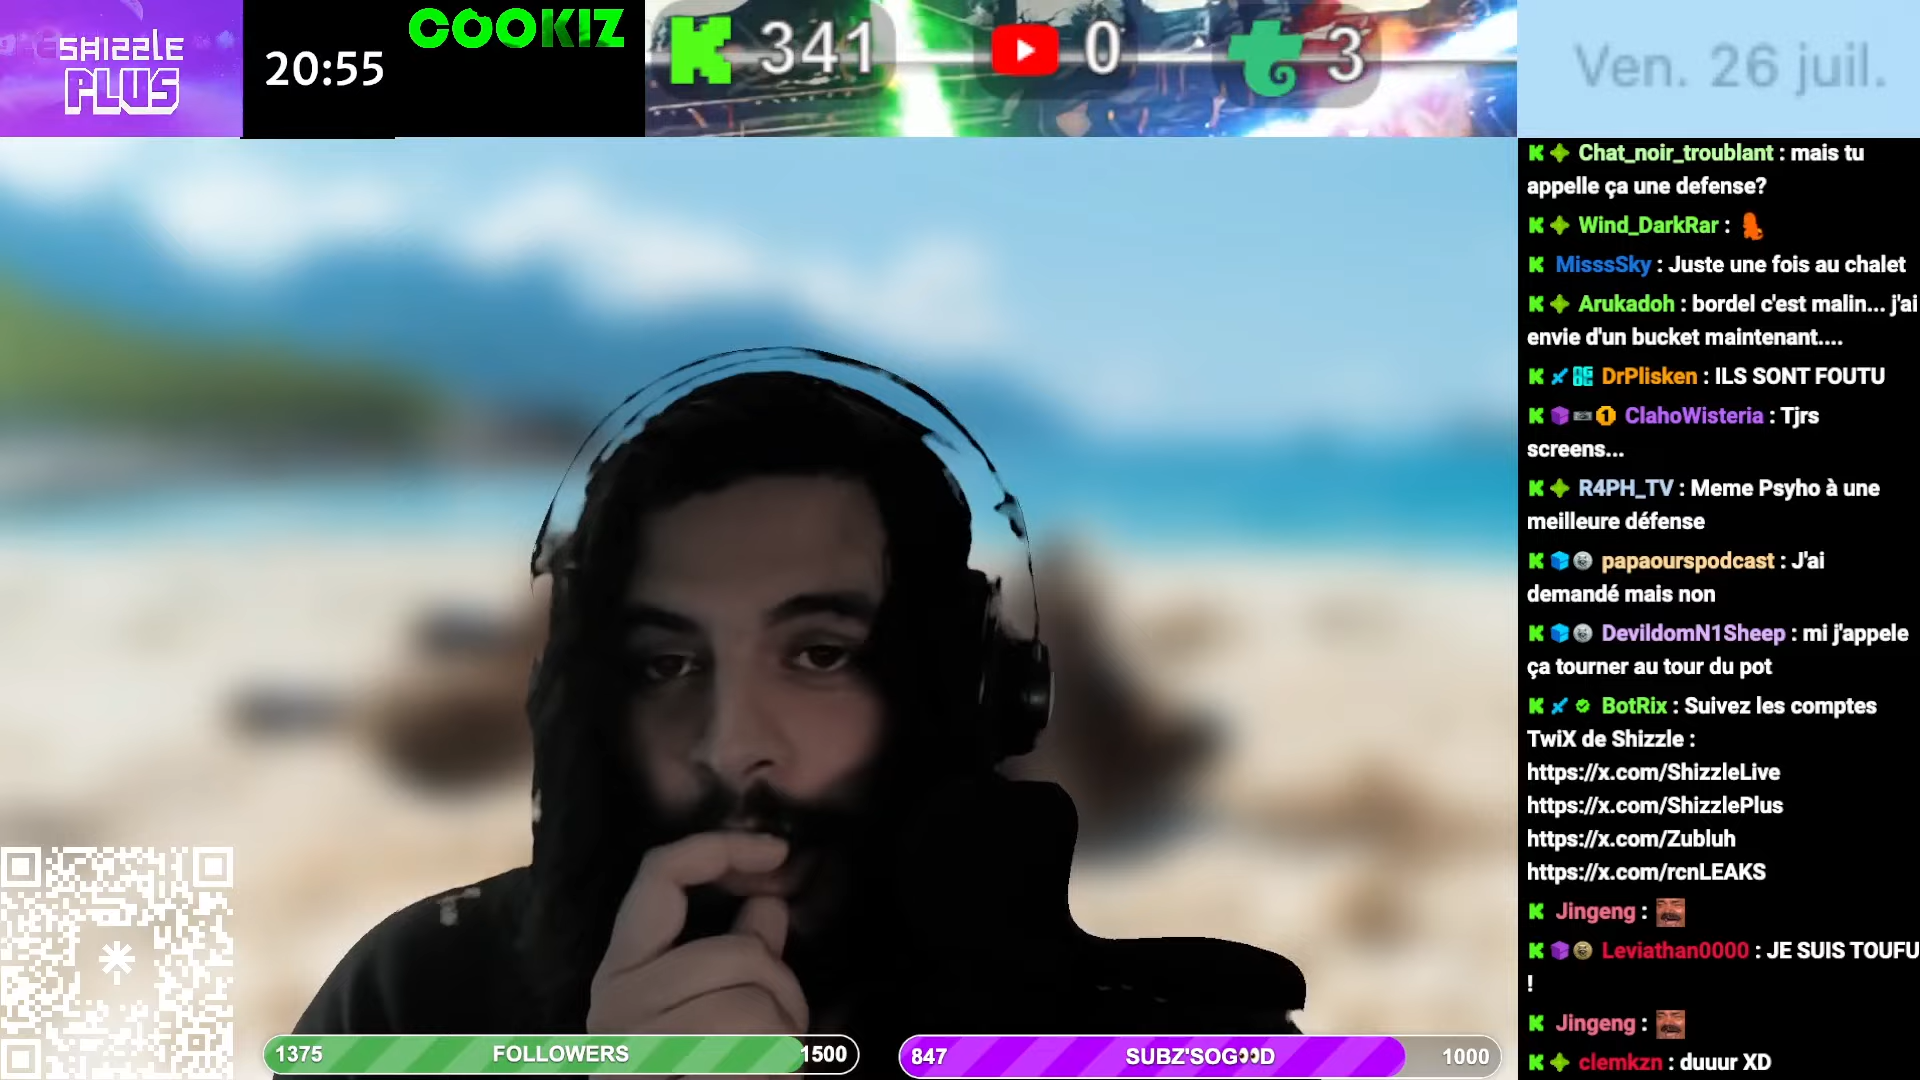 SHIZZLE
PLUS
20:55
COOKIZ
341
0
3
Ven. 26 juil.
Chat_noir_troublant : mais tu
appelle ça une defense?
Wind_DarkRar :
MisssSky : Juste une fois au chalet
Arukadoh : bordel c'est malin... j'ai
envie d'un bucket maintenant....
DrPlisken : ILS SONT FOUTU
ClahoWisteria : Tjrs
screens...
R4PH_TV : Meme Psyho à une
meilleure défense
papaourspodcast : J'ai
demandé mais non
DevildomN1Sheep : mi j'appele
ça tourner au tour du pot
BotRix : Suivez les comptes
TwiX de Shizzle :
https://x.com/ShizzleLive
https://x.com/ShizzlePlus
https://x.com/Zubluh
https://x.com/rcnLEAKS
Jingeng :
Leviathan0000 : JE SUIS TOUFU
!
Jingeng :
clemkzn : duuur XD
1375 FOLLOWERS 1500
847 SUBZ'SOG👀D 1000